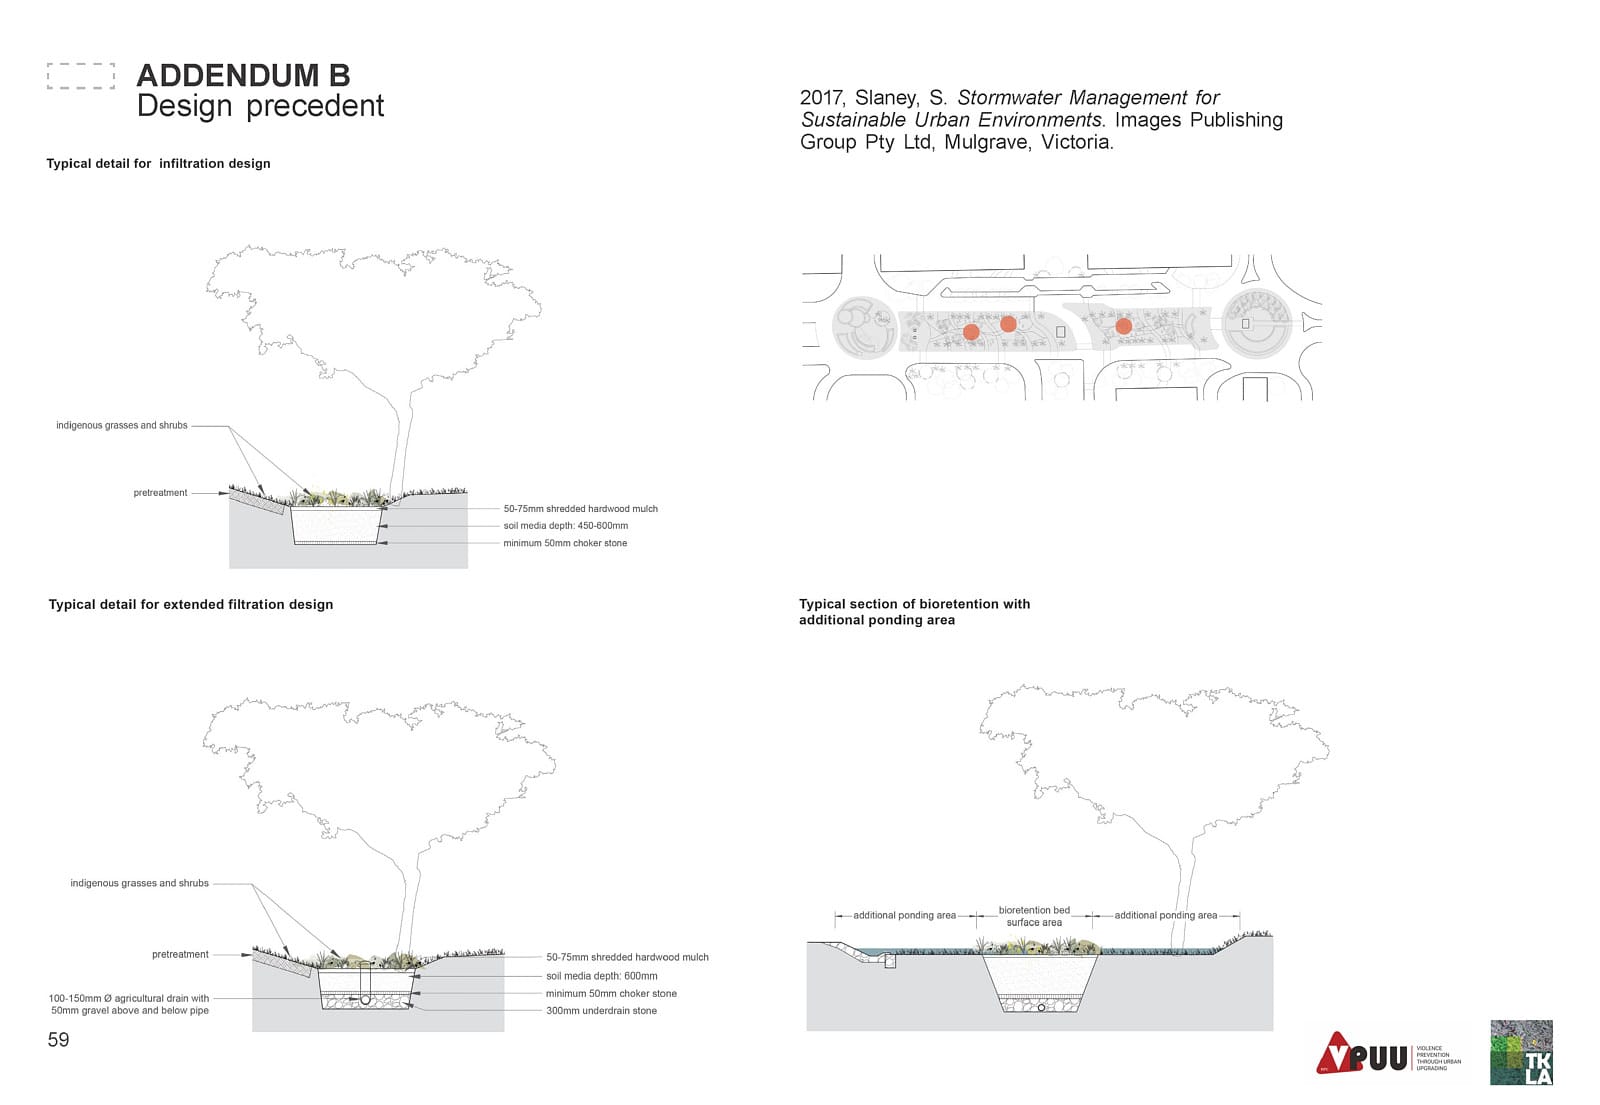 ADDENDUM B
Design precedent
2017, Slaney, S. Stormwater Management for
Sustainable Urban Environments. Images Publishing
Group Pty Ltd, Mulgrave, Victoria.
Typical detail for infiltration design
indigenous grasses and shrubs
pretreatment
50-75mm shredded hardwood mulch
soil media depth: 450-600mm
minimum 50mm choker stone
Typical detail for extended filtration design
indigenous grasses and shrubs
pretreatment
100-150mm Ø agricultural drain with
50mm gravel above and below pipe
50-75mm shredded hardwood mulch
soil media depth: 600mm
minimum 50mm choker stone
300mm underdrain stone
Typical section of bioretention with
additional ponding area
additional ponding area
bioretention bed
surface area
additional ponding area
59
VPUU
VIOLENCE
PREVENTION
THROUGH URBAN
UPGRADING
TK
LA